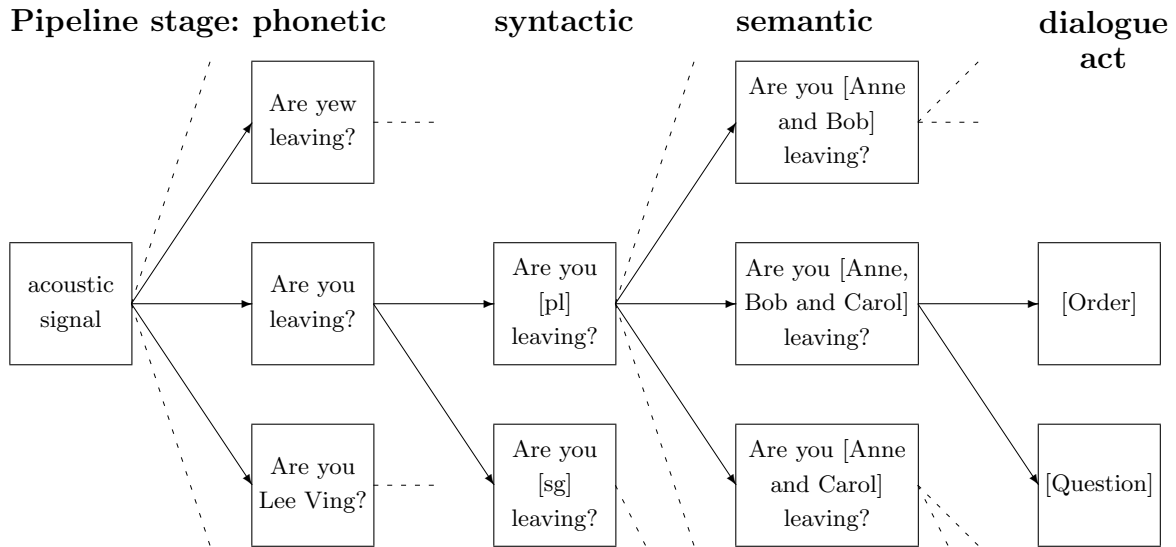 Pipeline stage: phonetic syntactic semantic dialogue
act
Are yew
leaving?
Are you [Anne
and Bob]
leaving?
acoustic
signal
Are you
leaving?
Are you
[pl]
leaving?
Are you [Anne,
Bob and Carol]
leaving?
[Order]
Are you
Lee Ving?
Are you
[sg]
leaving?
Are you [Anne
and Carol]
leaving?
[Question]